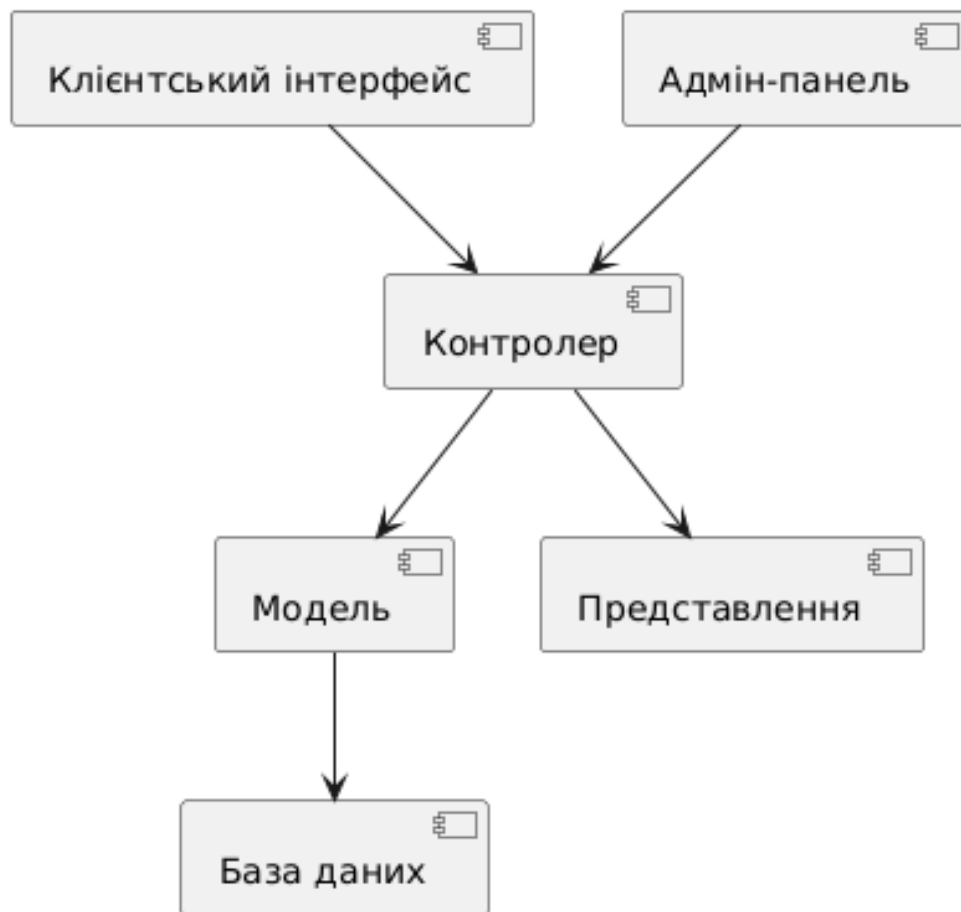 Клієнтський інтерфейс
Адмін-панель
Контролер
Модель
Представлення
База даних